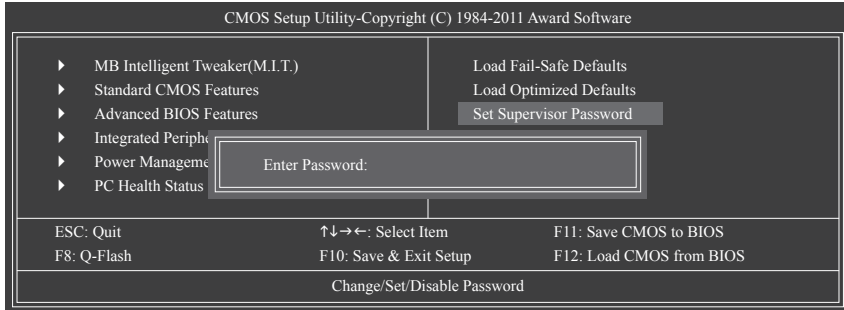 CMOS Setup Utility-Copyright (C) 1984-2011 Award Software
MB Intelligent Tweaker(M.I.T.)
Standard CMOS Features
Advanced BIOS Features
Integrated Periphe
Power Manageme
PC Health Status
Load Fail-Safe Defaults
Load Optimized Defaults
Set Supervisor Password
Enter Password:
ESC: Quit ↑↓→←: Select Item F11: Save CMOS to BIOS
F8: Q-Flash F10: Save & Exit Setup F12: Load CMOS from BIOS
Change/Set/Disable Password